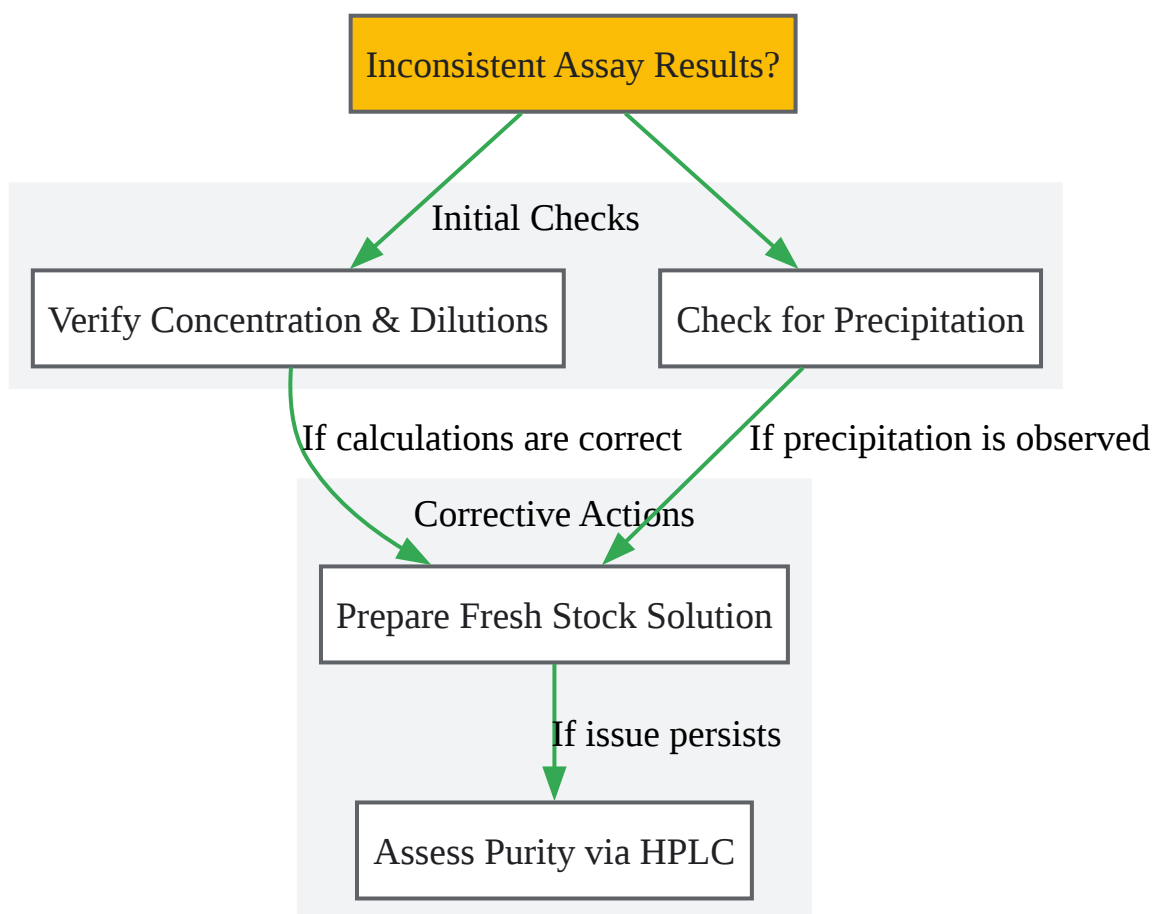 Inconsistent Assay Results?
Initial Checks
Verify Concentration & Dilutions
Check for Precipitation
If calculations are correct
If precipitation is observed
Corrective Actions
Prepare Fresh Stock Solution
If issue persists
Assess Purity via HPLC